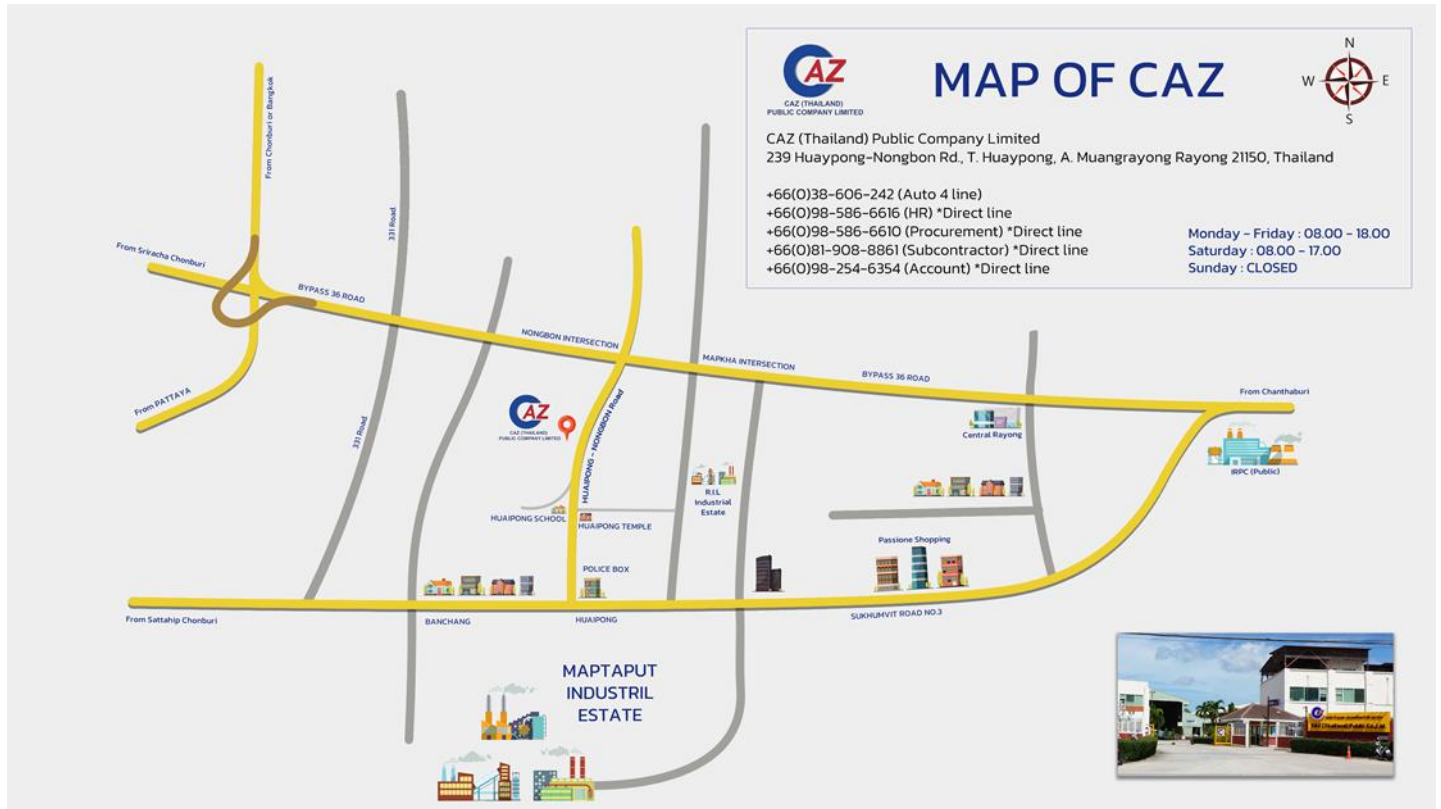 CAZ
CAZ (THAILAND)
PUBLIC COMPANY LIMITED
MAP OF CAZ
N
W
E
S
CAZ (Thailand) Public Company Limited
239 Huaypong-Nongbon Rd., T. Huaypong, A. Muangrayong Rayong 21150, Thailand
+66(0)38-606-242 (Auto 4 line)
+66(0)98-586-6616 (HR) *Direct line
+66(0)98-586-6610 (Procurement) *Direct line
+66(0)81-908-8861 (Subcontractor) *Direct line
+66(0)98-254-6354 (Account) *Direct line
Monday - Friday : 08.00 - 18.00
Saturday : 08.00 - 17.00
Sunday : CLOSED
From Chonburi or Bangkok
331 Road
From Sriracha Chonburi
BYPASS 36 ROAD
NONGBON INTERSECTION
MAPKHA INTERSECTION
BYPASS 36 ROAD
From Chanthaburi
From PATTAYA
331 Road
CAZ
CAZ (THAILAND)
PUBLIC COMPANY LIMITED
HUAIPONG - NONGBON Road
Central Rayong
IRPC (Public)
R.I.L
Industrial
Estate
HUAIPONG SCHOOL
HUAIPONG TEMPLE
Passione Shopping
POLICE BOX
From Sattahip Chonburi
BANCHANG
HUAIPONG
SUKHUMVIT ROAD NO.3
MAPTAPUT
INDUSTRIL
ESTATE